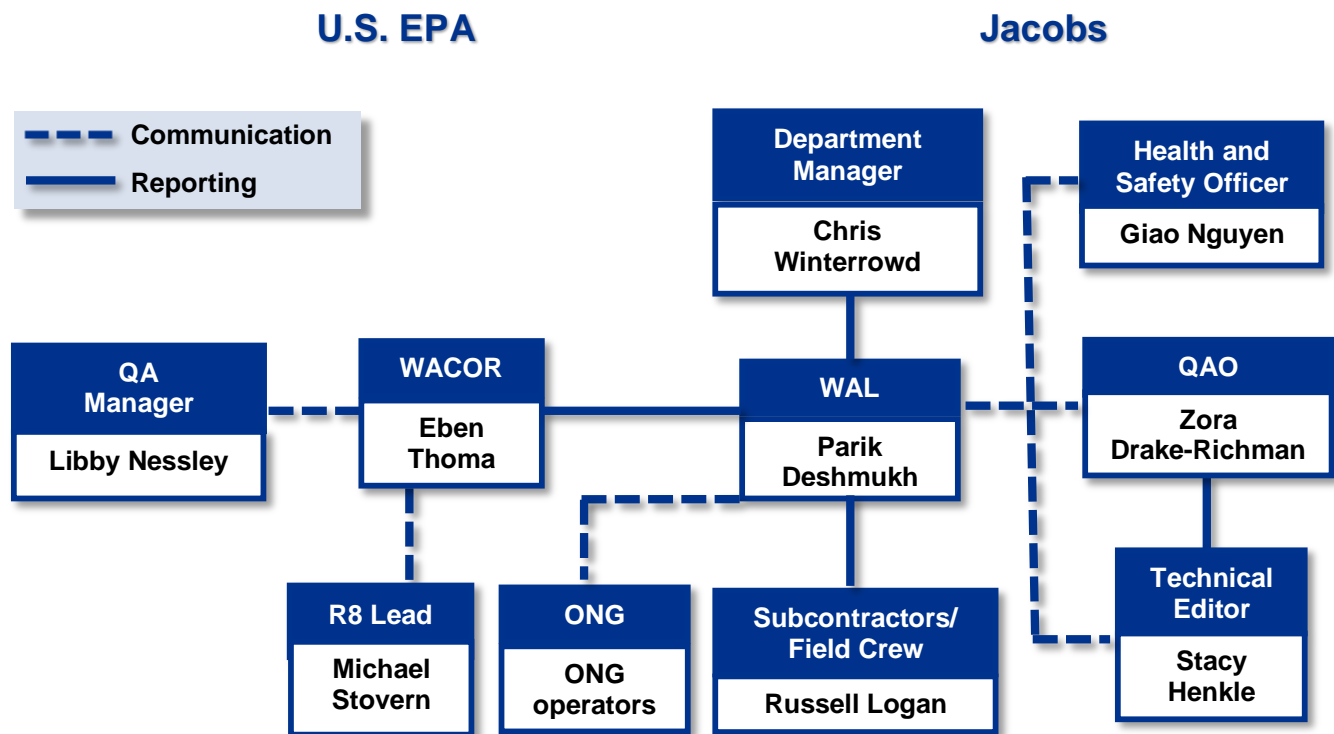 U.S. EPA
Jacobs
Communication
Reporting
Department
Manager
Chris
Winterrowd
Health and
Safety Officer
Giao Nguyen
QA
Manager
Libby Nessley
WACOR
Eben
Thoma
WAL
Parik
Deshmukh
QAO
Zora
Drake-Richman
R8 Lead
Michael
Stovern
ONG
ONG
operators
Subcontractors/
Field Crew
Russell Logan
Technical
Editor
Stacy
Henkle